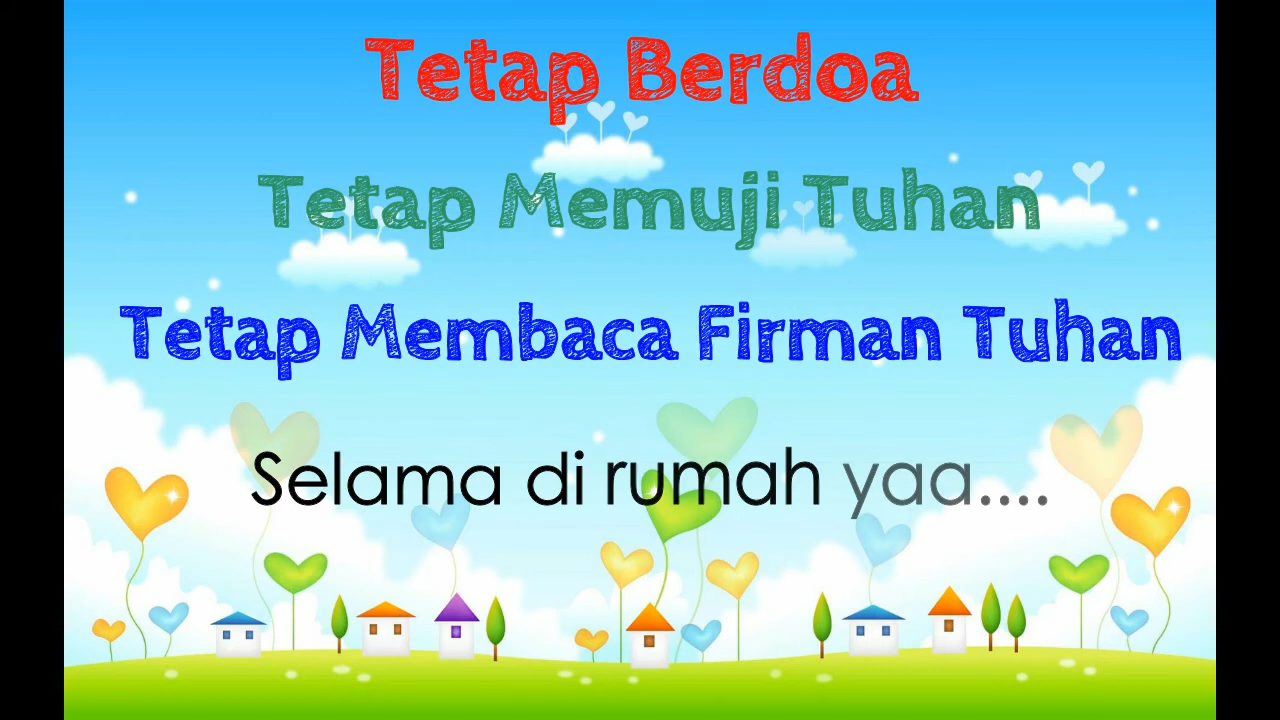 Tetap Berdoa
Tetap Memuji Tuhan
Tetap Membaca Firman Tuhan
Selama di rumah yaa....